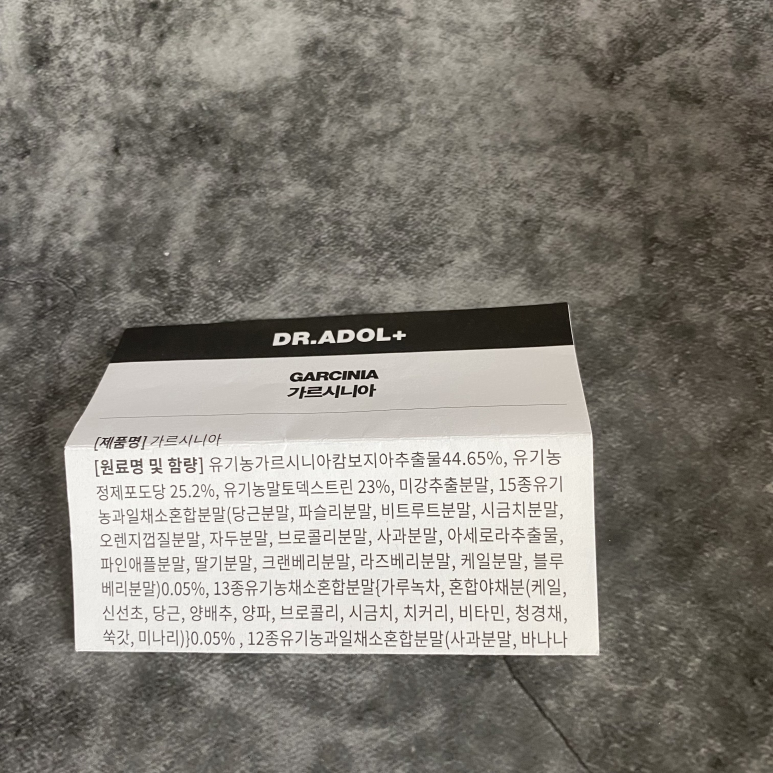 DR.ADOL+
GARCINIA
가르시니아
[제품명] 가르시니아
[원료명 및 함량] 유기농가르시니아캄보지아추출물44.65%, 유기농
정제포도당 25.2%, 유기농말토덱스트린 23%, 미강추출분말, 15종유기
농과일채소혼합분말(당근분말, 파슬리분말, 비트루트분말, 시금치분말,
오렌지껍질분말, 자두분말, 브로콜리분말, 사과분말, 아세로라추출물,
파인애플분말, 딸기분말, 크랜베리분말, 라즈베리분말, 케일분말, 블루
베리분말)0.05%, 13종유기농채소혼합분말{가루녹차, 혼합야채분(케일,
신선초, 당근, 양배추, 양파, 브로콜리, 시금치, 치커리, 비타민, 청경채,
쑥갓, 미나리)}0.05% , 12종유기농과일채소혼합분말(사과분말, 바나나